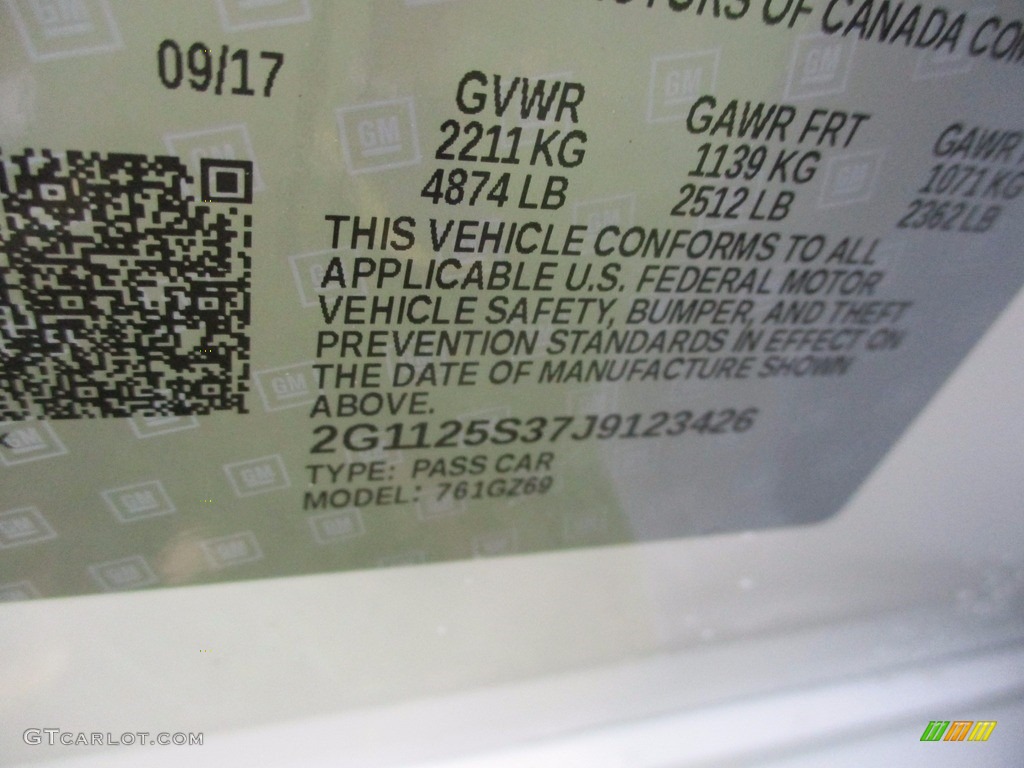 MOTORS OF CANADA COM
09/17
GVWR GAWR FRT GAWR
2211 KG 1139 KG 1071 KG
4874 LB 2512 LB 2362 LB
THIS VEHICLE CONFORMS TO ALL
APPLICABLE U.S. FEDERAL MOTOR
VEHICLE SAFETY, BUMPER, AND THEFT
PREVENTION STANDARDS IN EFFECT ON
THE DATE OF MANUFACTURE SHOWN
ABOVE.
2G1125S37J9123426
TYPE: PASS CAR
MODEL: 761GZ69
GM
GTCARLOT.COM